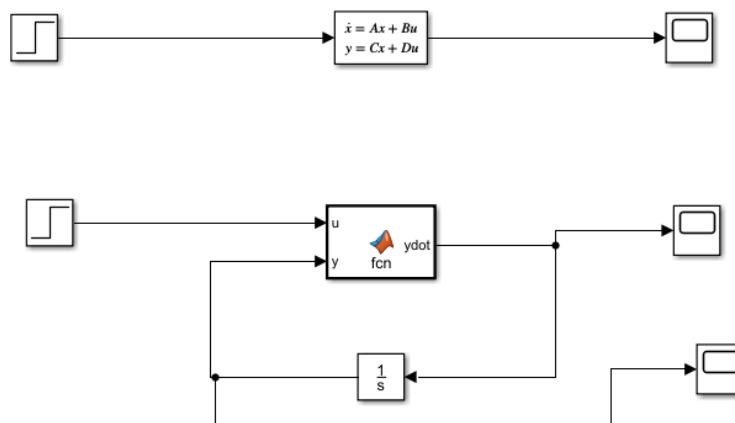 ẋ = Ax + Bu
y = Cx + Du
u
ydot
y
fcn
1
s